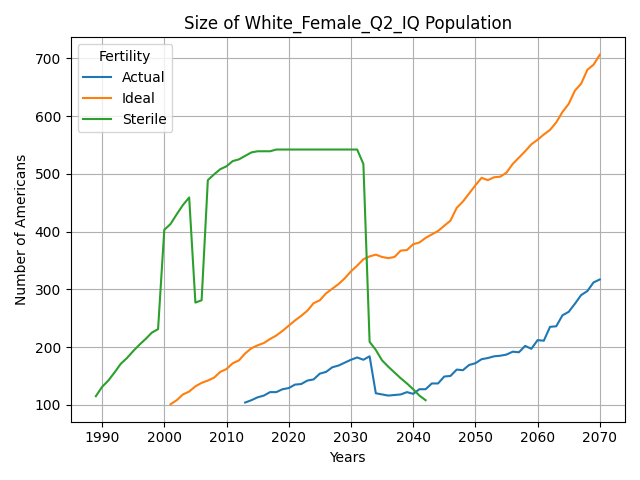 Size of White_Female_Q2_IQ Population
Fertility
Actual
Ideal
Sterile
Number of Americans
700
600
500
400
300
200
100
1990 2000 2010 2020 2030 2040 2050 2060 2070
Years